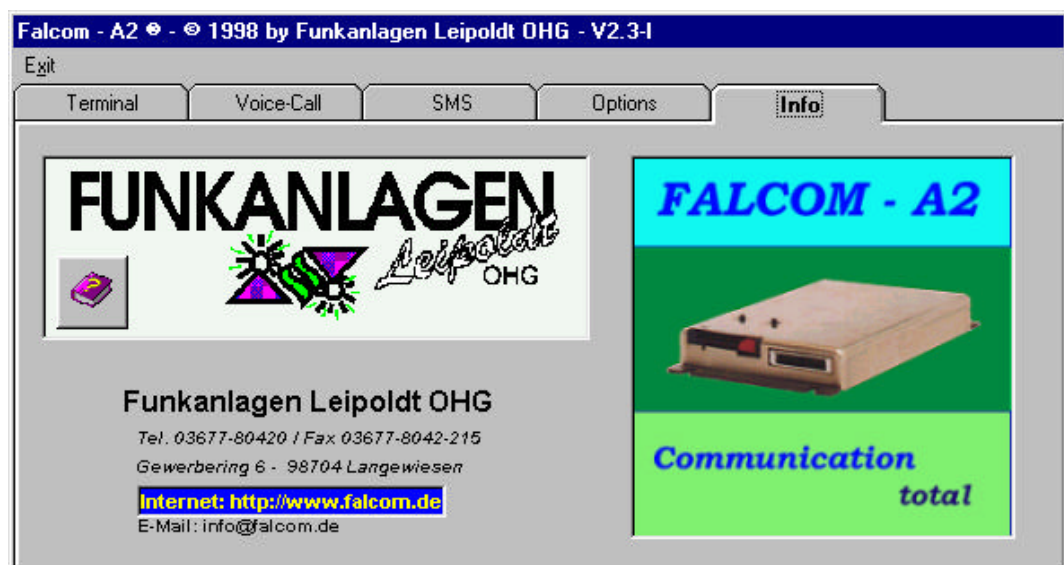 Falcom - A2 ® - © 1998 by Funkanlagen Leipoldt OHG - V2.3-I
Exit
Terminal Voice-Call SMS Options Info
FUNKANLAGEN
Leipoldt
OHG
?
FALCOM - A2
Funkanlagen Leipoldt OHG
Tel. 03677-80420 / Fax 03677-8042-215
Gewerbering 6 - 98704 Langewiesen
Internet: http://www.falcom.de
E-Mail: info@falcom.de
Communication
total